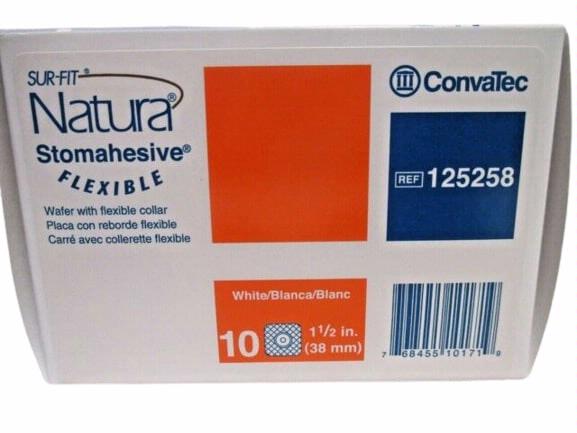 SUR-FIT®
Natura®
Stomahesive®
FLEXIBLE
Wafer with flexible collar
Placa con reborde flexible
Carré avec collerette flexible
ConvaTec
REF 125258
White/Blanca/Blanc
10
1 1/2 in.
(38 mm)
7 68455 10171 9